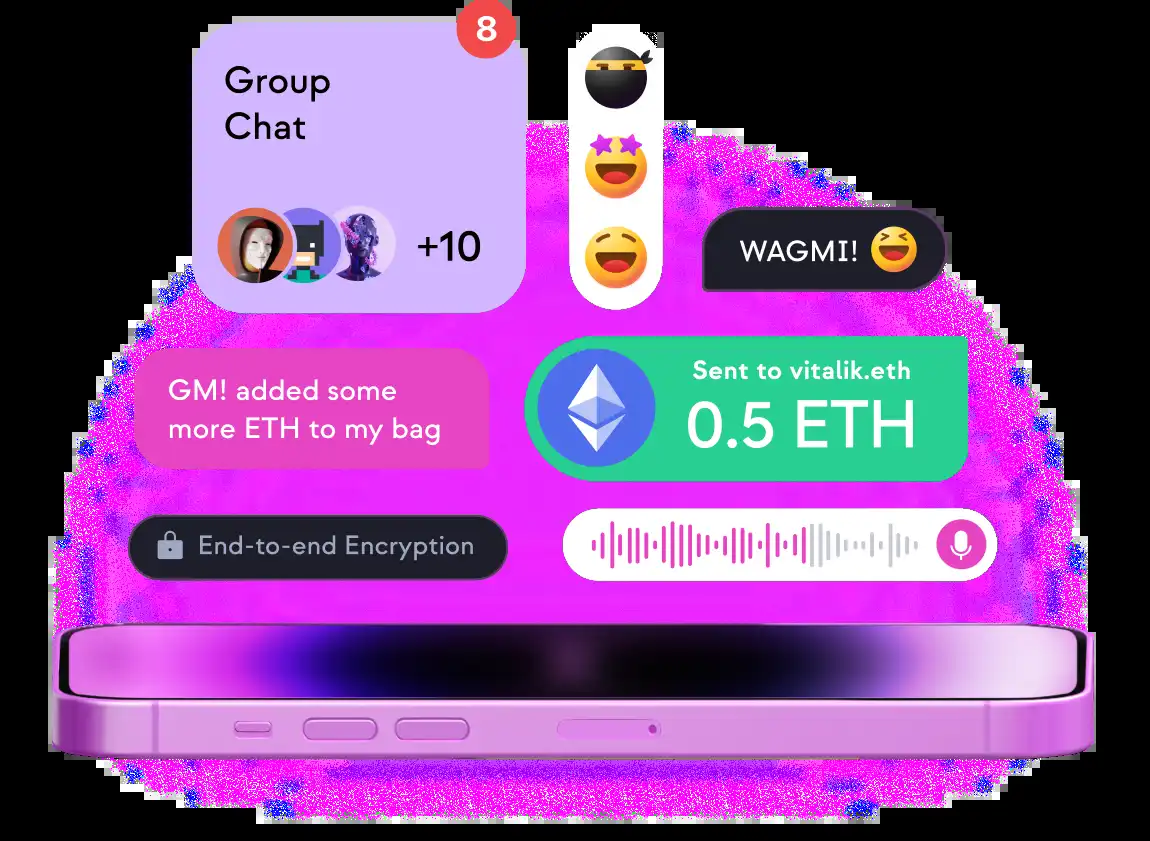 8
Group
Chat
+10
WAGMI!
GM! added some
more ETH to my bag
Sent to vitalik.eth
0.5 ETH
End-to-end Encryption